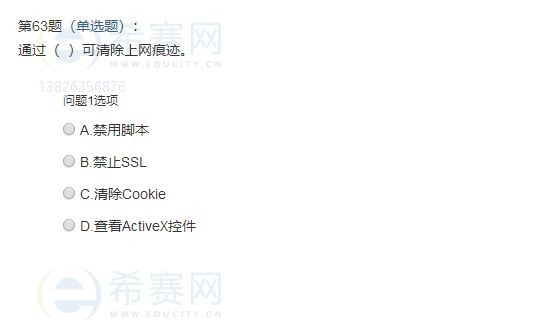 第63题（单选题）：
通过（ ）可清除上网痕迹。
希赛网
WWW.EDUCITY.CN
13826356876
问题1选项
A.禁用脚本
B.禁止SSL
C.清除Cookie
D.查看ActiveX控件
希赛网
WWW.EDUCITY.CN